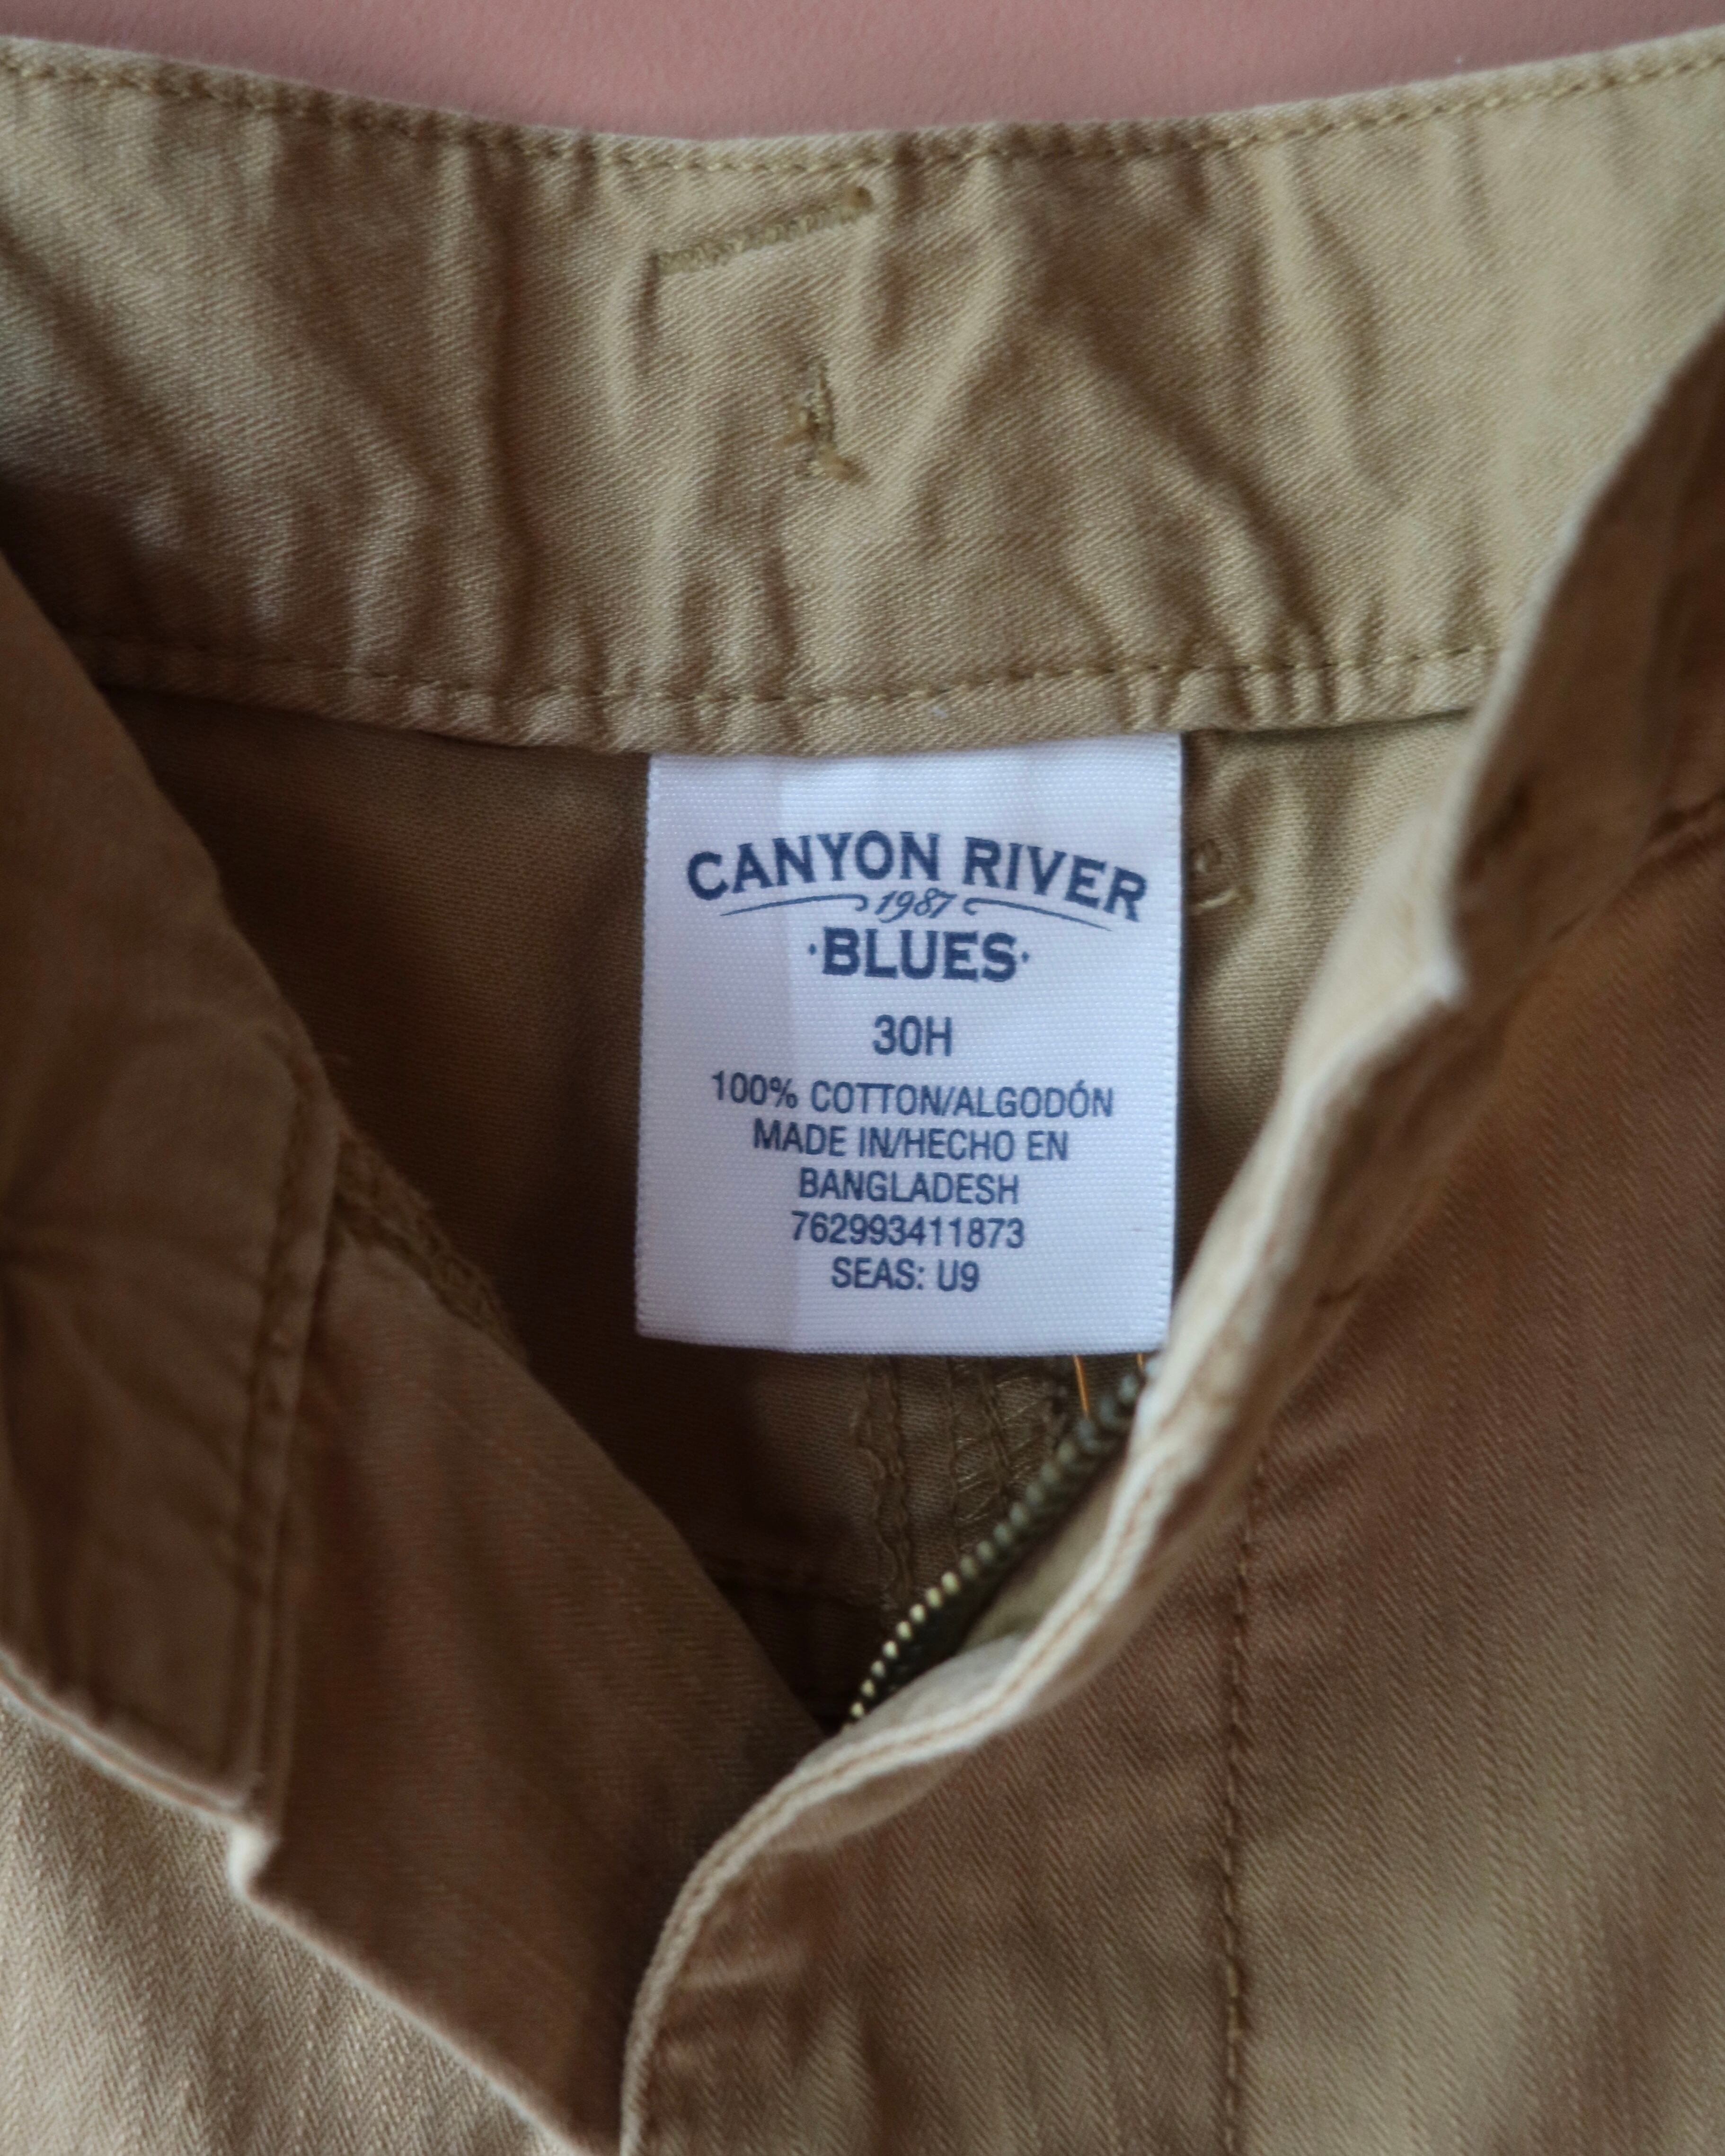 CANYON RIVER
1987
·BLUES·
30H
100% COTTON/ALGODÓN
MADE IN/HECHO EN
BANGLADESH
762993411873
SEAS: U9